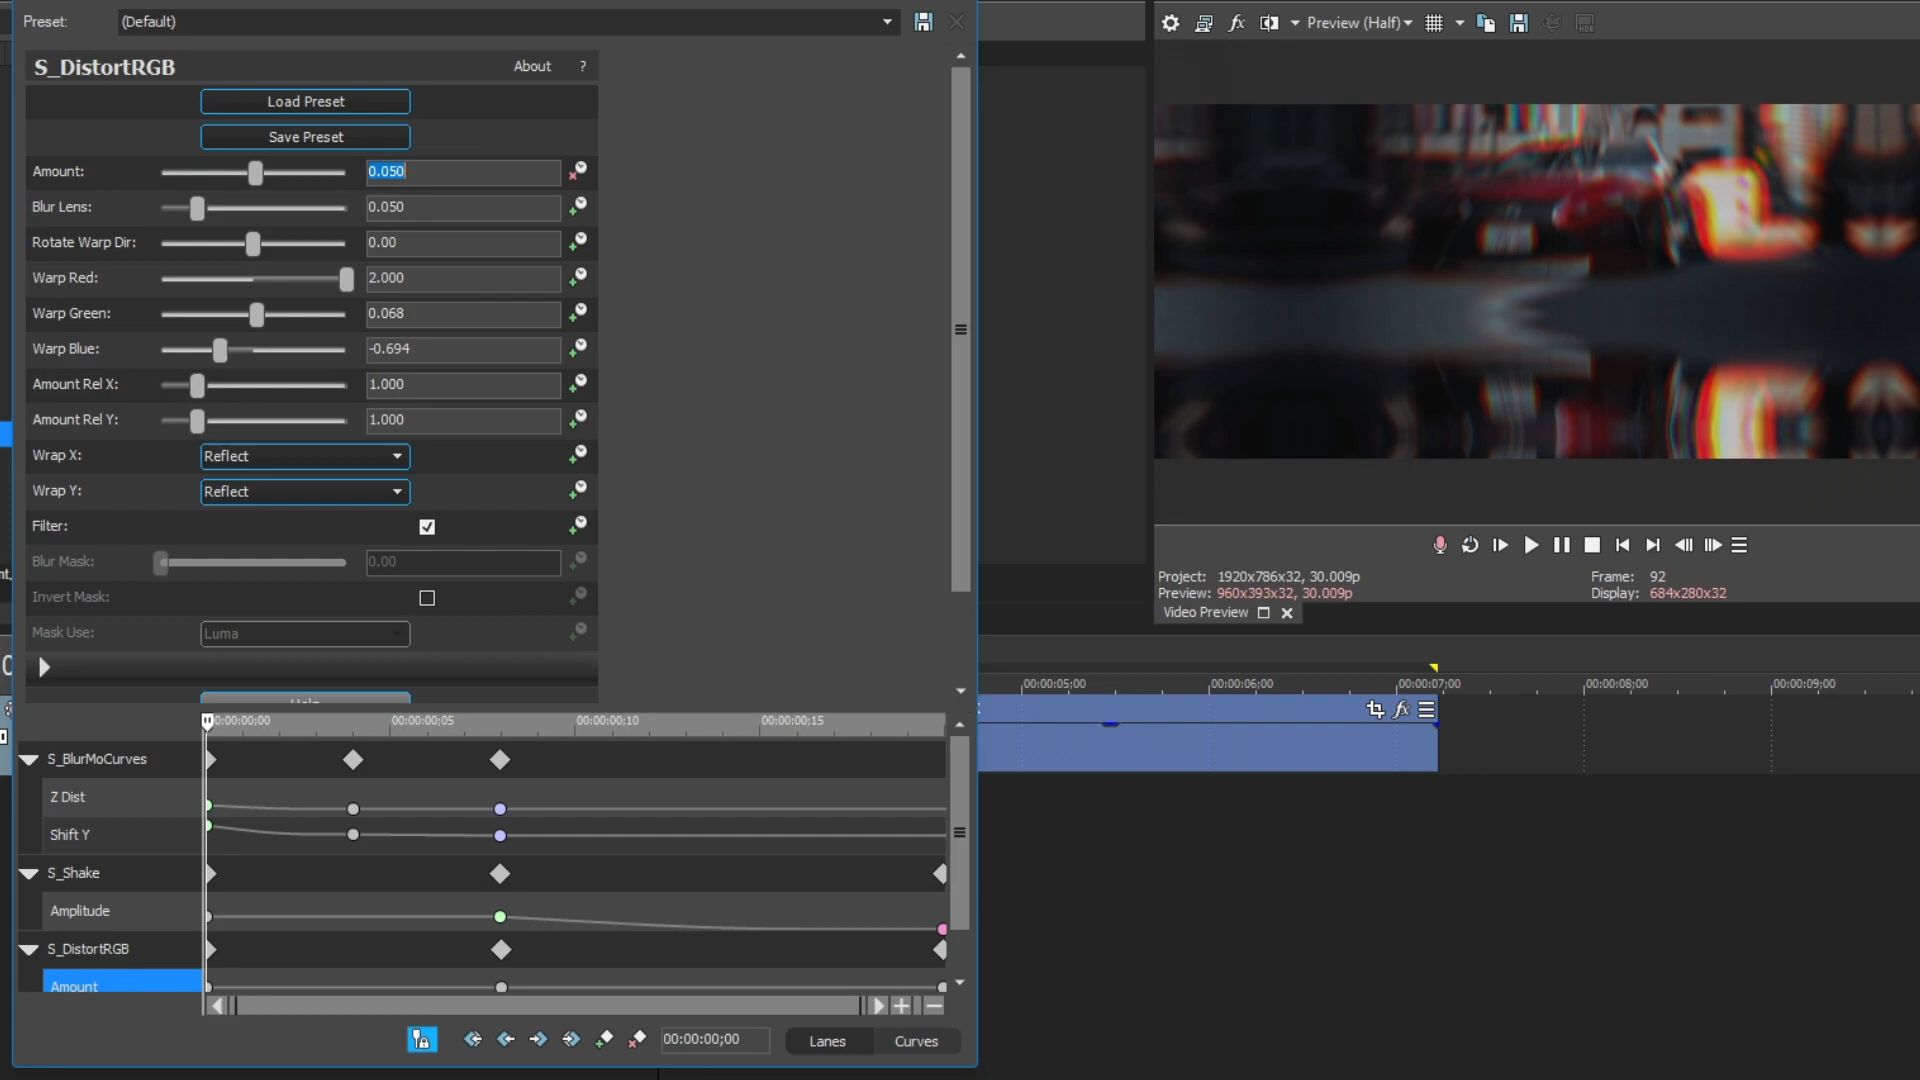 Preset:
(Default)
Preview (Half)
S_DistortRGB
About
?
Load Preset
Save Preset
Amount:
0.050
Blur Lens:
0.050
Rotate Warp Dir:
0.00
Warp Red:
2.000
Warp Green:
0.068
Warp Blue:
-0.694
Amount Rel X:
1.000
Amount Rel Y:
1.000
Wrap X:
Reflect
Wrap Y:
Reflect
Filter:
Blur Mask:
0.00
Invert Mask:
Mask Use:
Luma
Help
Project: 1920x786x32, 30.009p
Frame: 92
Preview: 960x393x32, 30.009p
Display: 684x280x32
Video Preview
00:00:05;00
00:00:06;00
00:00:07;00
00:00:08;00
00:00:09;00
00:00:00;00
00:00:00;05
00:00:00;10
00:00:00;15
S_BlurMoCurves
Z Dist
Shift Y
S_Shake
Amplitude
S_DistortRGB
Amount
00:00:00;00
Lanes
Curves